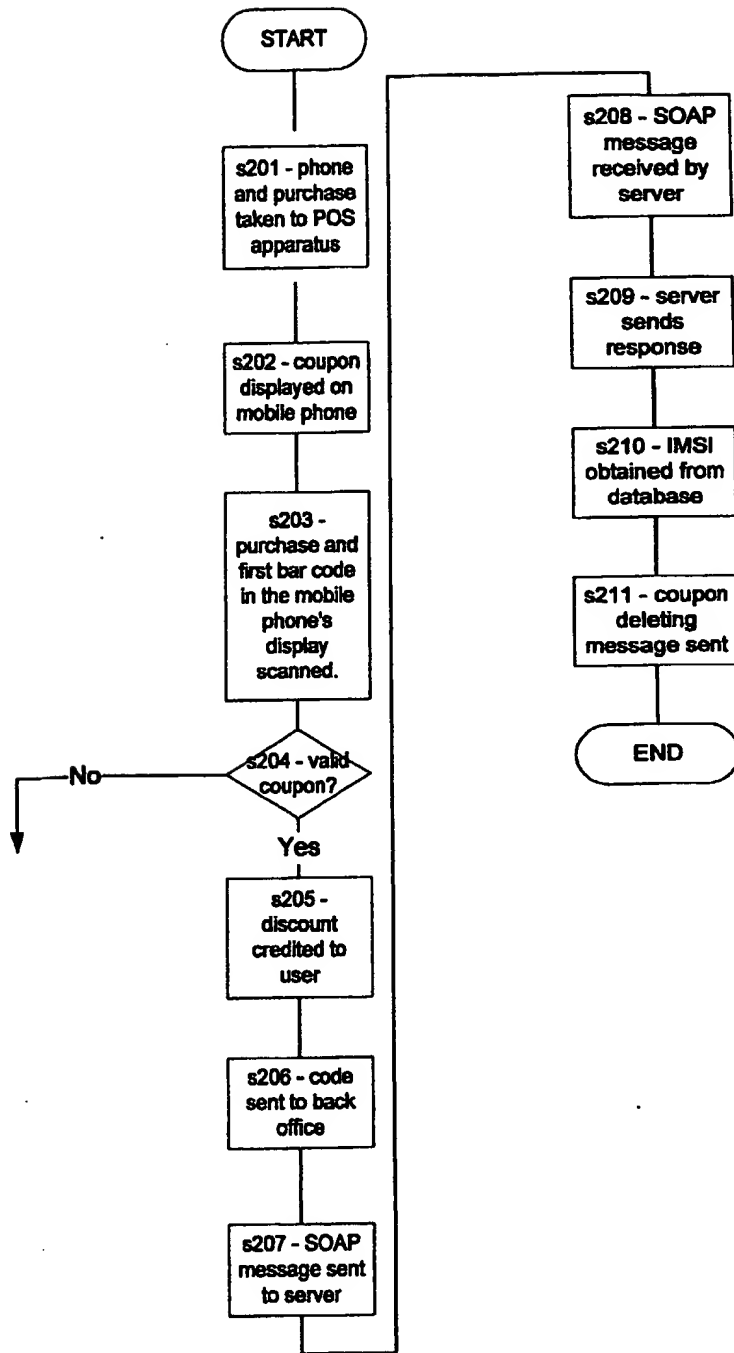 START
s201 - phone
and purchase
taken to POS
apparatus
s202 - coupon
displayed on
mobile phone
s203 -
purchase and
first bar code
in the mobile
phone's
display
scanned.
s204 - valid
coupon?
No
Yes
s205 -
discount
credited to
user
s206 - code
sent to back
office
s207 - SOAP
message sent
to server
s208 - SOAP
message
received by
server
s209 - server
sends
response
s210 - IMSI
obtained from
database
s211 - coupon
deleting
message sent
END